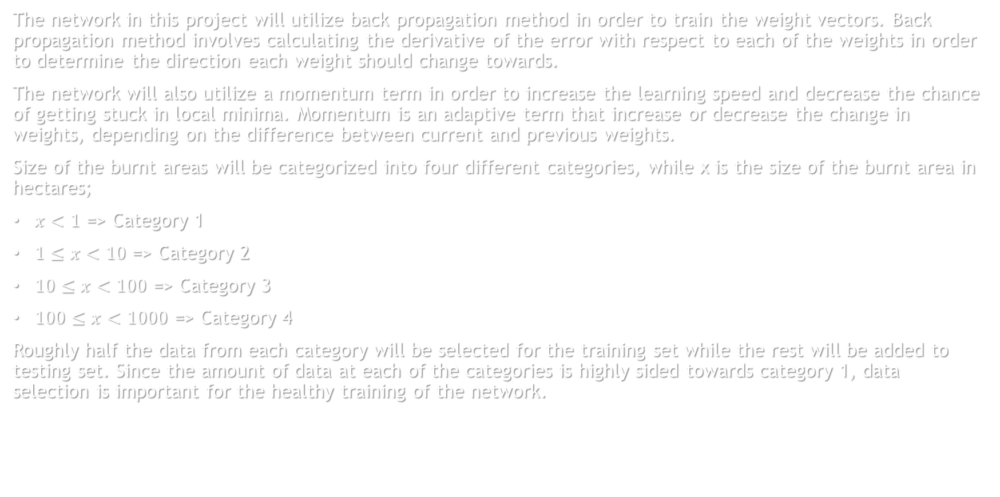 The network in this project will utilize back propagation method in order to train the weight vectors. Back
propagation method involves calculating the derivative of the error with respect to each of the weights in order
to determine the direction each weight should change towards.
The network will also utilize a momentum term in order to increase the learning speed and decrease the chance
of getting stuck in local minima. Momentum is an adaptive term that increase or decrease the change in
weights, depending on the difference between current and previous weights.
Size of the burnt areas will be categorized into four different categories, while x is the size of the burnt area in
hectares;
• x < 1 => Category 1
• 1 ≤ x < 10 => Category 2
• 10 ≤ x < 100 => Category 3
• 100 ≤ x < 1000 => Category 4
Roughly half the data from each category will be selected for the training set while the rest will be added to
testing set. Since the amount of data at each of the categories is highly sided towards category 1, data
selection is important for the healthy training of the network.